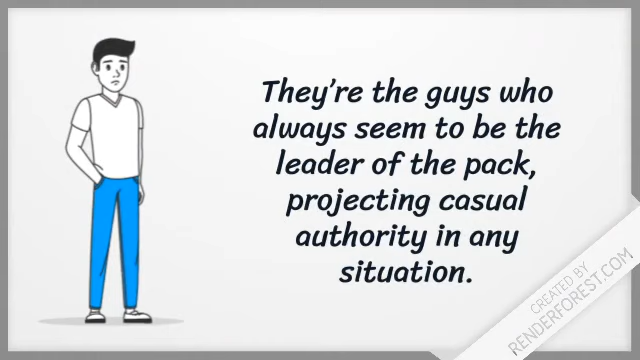 They're the guys who
always seem to be the
leader of the pack,
projecting casual
authority in any
situation.
CREATED BY
RENDERFOREST.COM